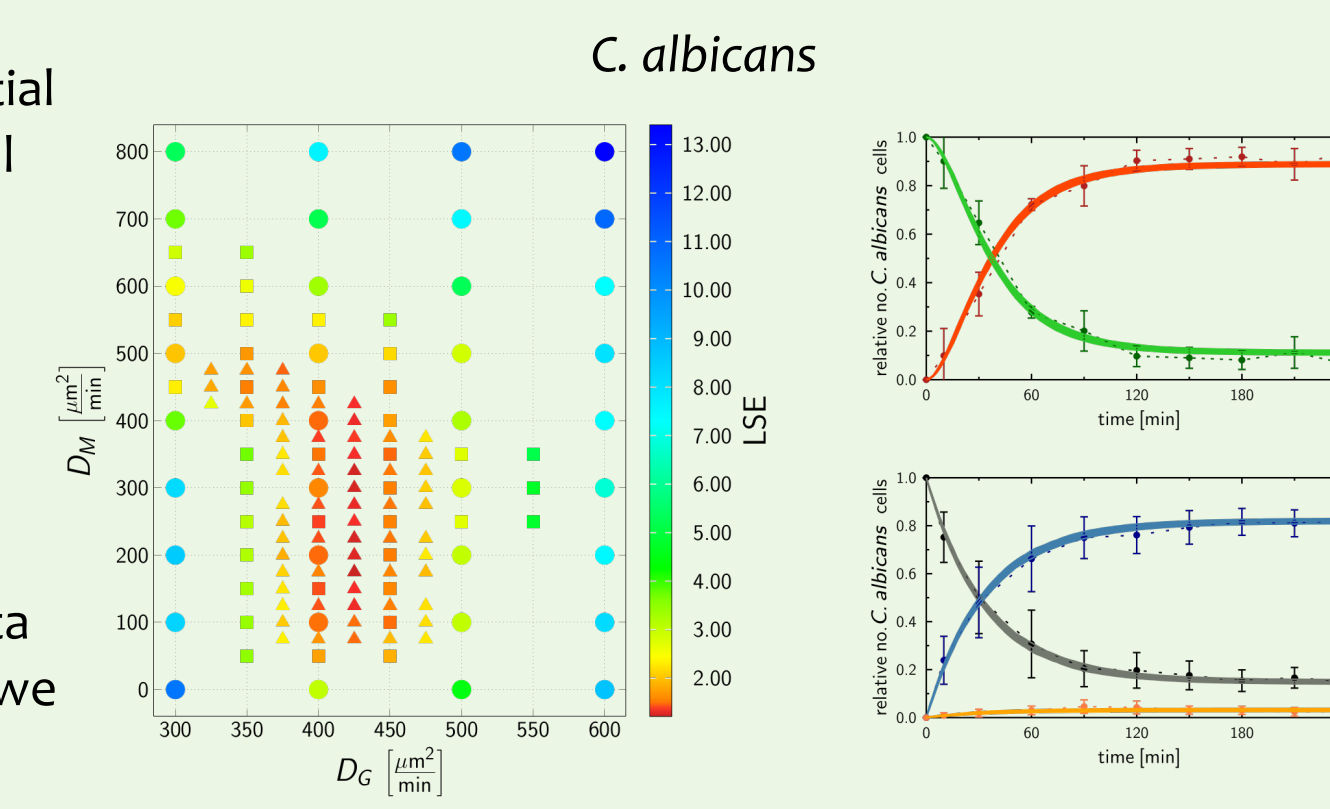 C. albicans
tial
l
ta
we
800
700
600
500
400
300
200
100
0
D_M [μm²/min]
300 350 400 450 500 550 600
D_G [μm²/min]
13.00
12.00
11.00
10.00
9.00
8.00
7.00
6.00
5.00
4.00
3.00
2.00
LSE
1.0
0.8
0.6
0.4
0.2
0.0
relative no. C. albicans cells
0 60 120 180
time [min]
1.0
0.8
0.6
0.4
0.2
0.0
relative no. C. albicans cells
0 60 120 180
time [min]